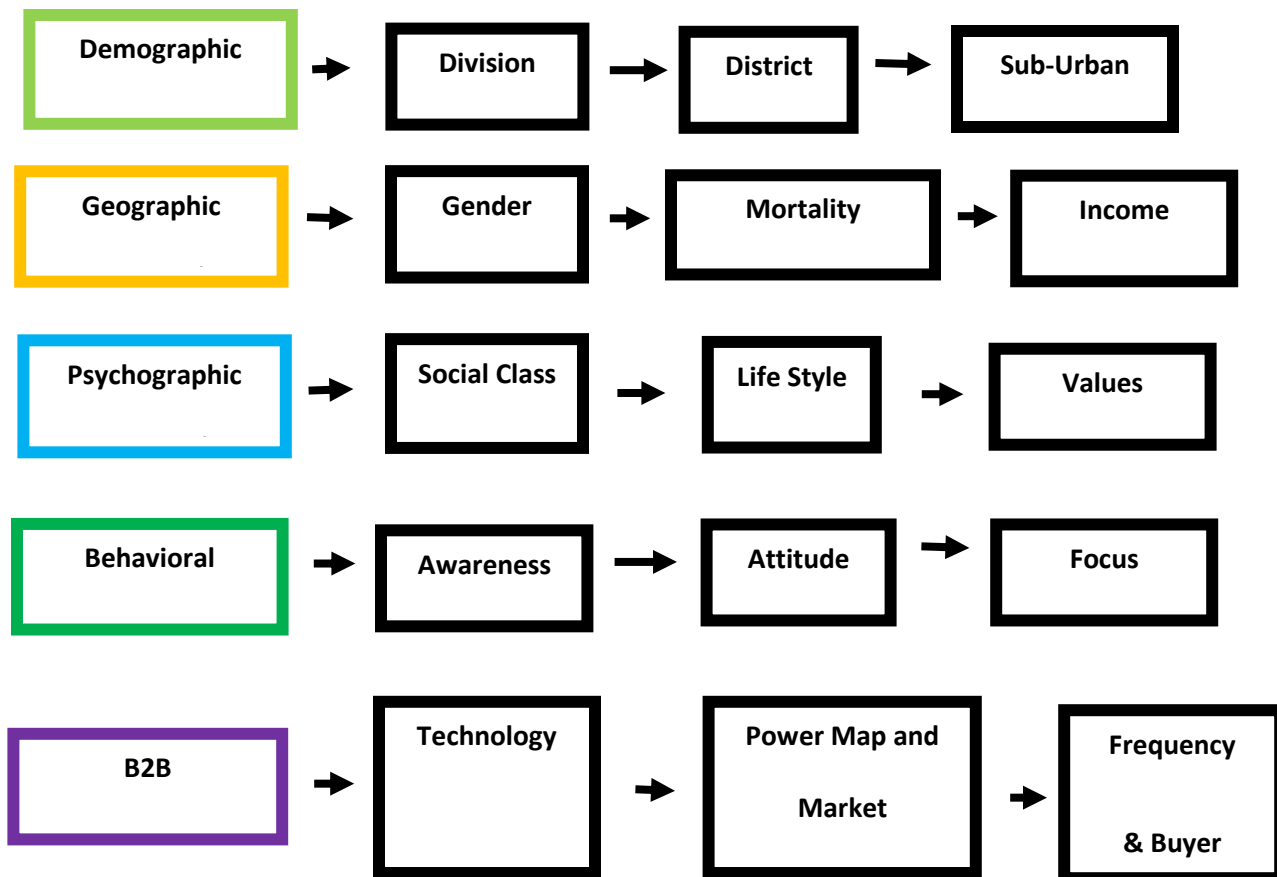 Demographic
Division
District
Sub-Urban
Geographic
Gender
Mortality
Income
Psychographic
Social Class
Life Style
Values
Behavioral
Awareness
Attitude
Focus
B2B
Technology
Power Map and
Market
Frequency
& Buyer